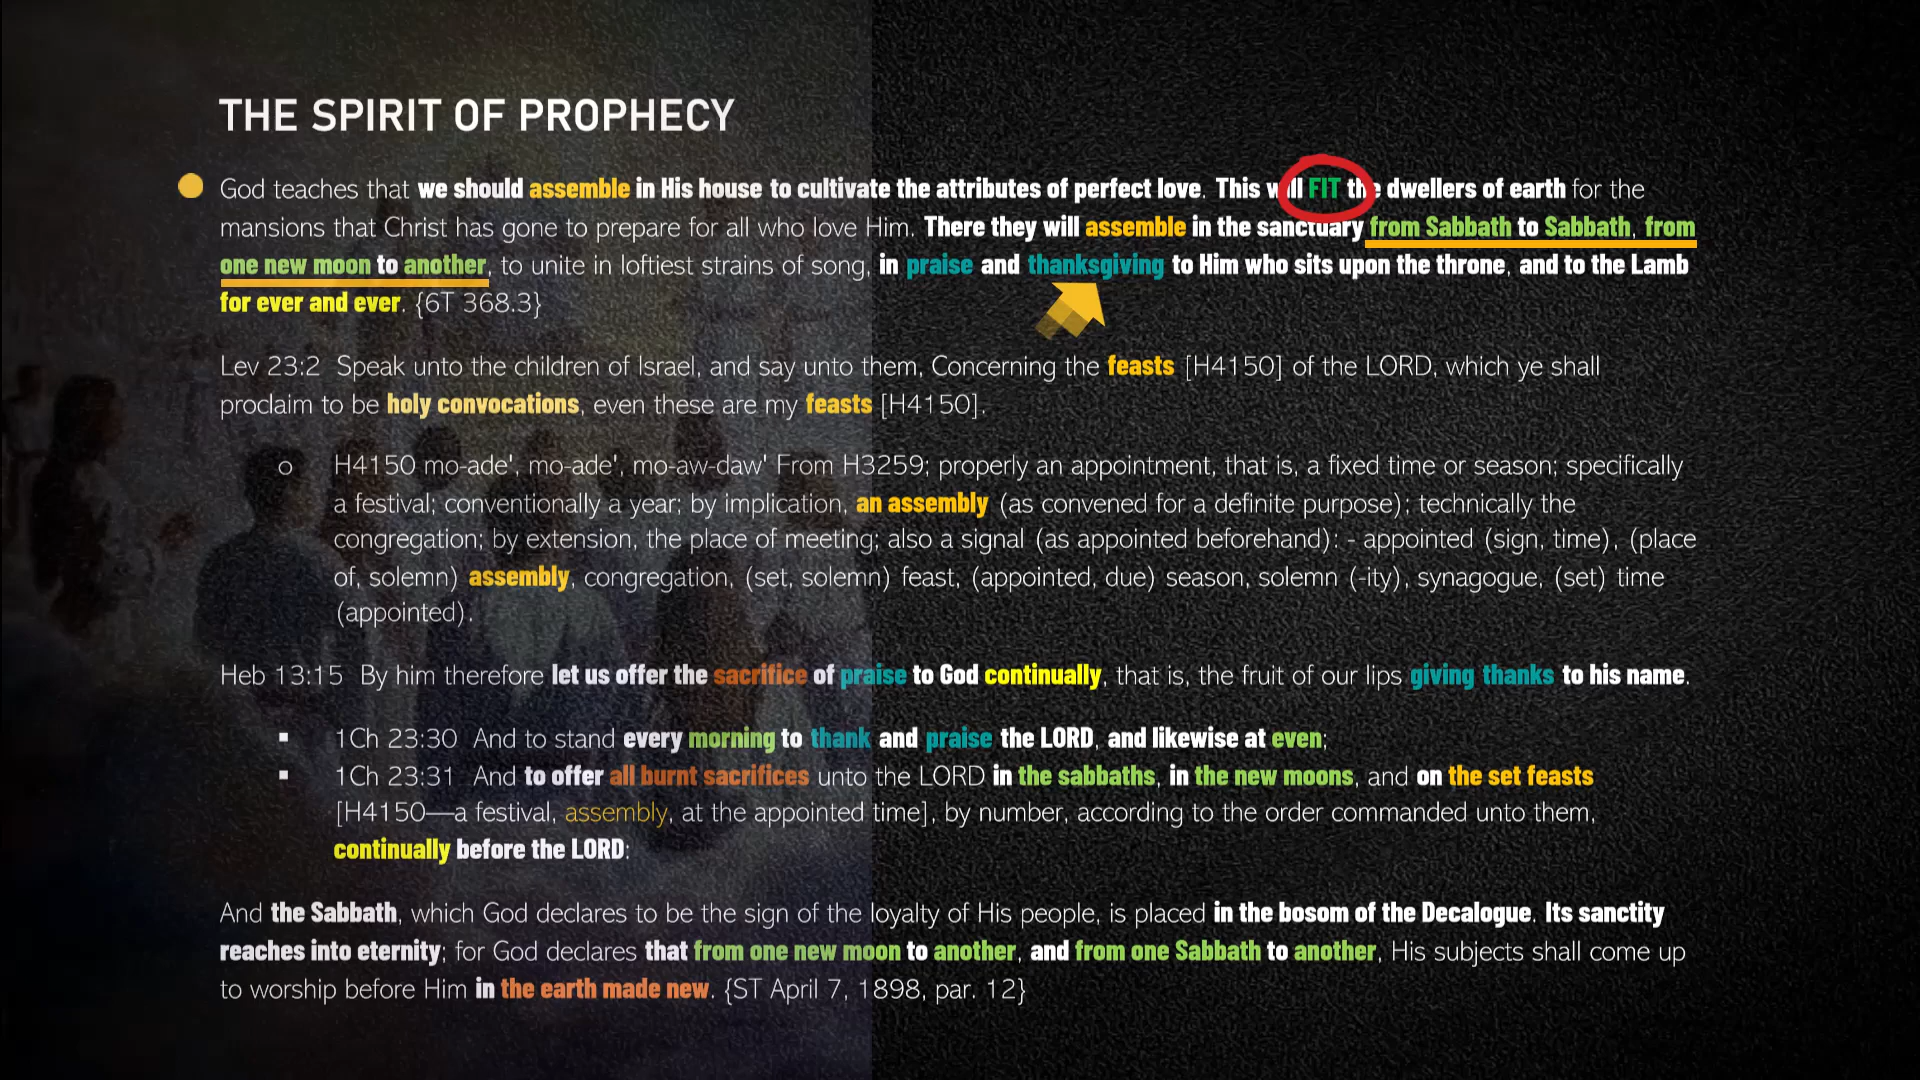 THE SPIRIT OF PROPHECY
God teaches that we should assemble in His house to cultivate the attributes of perfect love. This will FIT the dwellers of earth for the
mansions that Christ has gone to prepare for all who love Him. There they will assemble in the sanctuary from Sabbath to Sabbath, from
one new moon to another, to unite in loftiest strains of song, in praise and thanksgiving to Him who sits upon the throne, and to the Lamb
for ever and ever. {6T 368.3}
Lev 23:2 Speak unto the children of Israel, and say unto them, Concerning the feasts [H4150] of the LORD, which ye shall
proclaim to be holy convocations, even these are my feasts [H4150].
o H4150 mo-ade', mo-ade', mo-aw-daw' From H3259; properly an appointment, that is, a fixed time or season; specifically
a festival; conventionally a year; by implication, an assembly (as convened for a definite purpose); technically the
congregation; by extension, the place of meeting; also a signal (as appointed beforehand): - appointed (sign, time), (place
of, solemn) assembly, congregation, (set, solemn) feast, (appointed, due) season, solemn (-ity), synagogue, (set) time
(appointed).
Heb 13:15 By him therefore let us offer the sacrifice of praise to God continually, that is, the fruit of our lips giving thanks to his name.
▪ 1Ch 23:30 And to stand every morning to thank and praise the LORD, and likewise at even;
▪ 1Ch 23:31 And to offer all burnt sacrifices unto the LORD in the sabbaths, in the new moons, and on the set feasts
[H4150—a festival, assembly, at the appointed time], by number, according to the order commanded unto them,
continually before the LORD:
And the Sabbath, which God declares to be the sign of the loyalty of His people, is placed in the bosom of the Decalogue. Its sanctity
reaches into eternity; for God declares that from one new moon to another, and from one Sabbath to another, His subjects shall come up
to worship before Him in the earth made new. {ST April 7, 1898, par. 12}